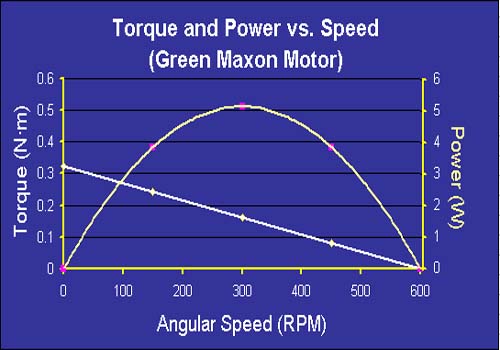 Torque and Power vs. Speed
(Green Maxon Motor)
0.6
0.5
0.4
0.3
0.2
0.1
0
Torque (N·m)
6
5
4
3
2
1
0
Power (W)
0 100 200 300 400 500 600
Angular Speed (RPM)